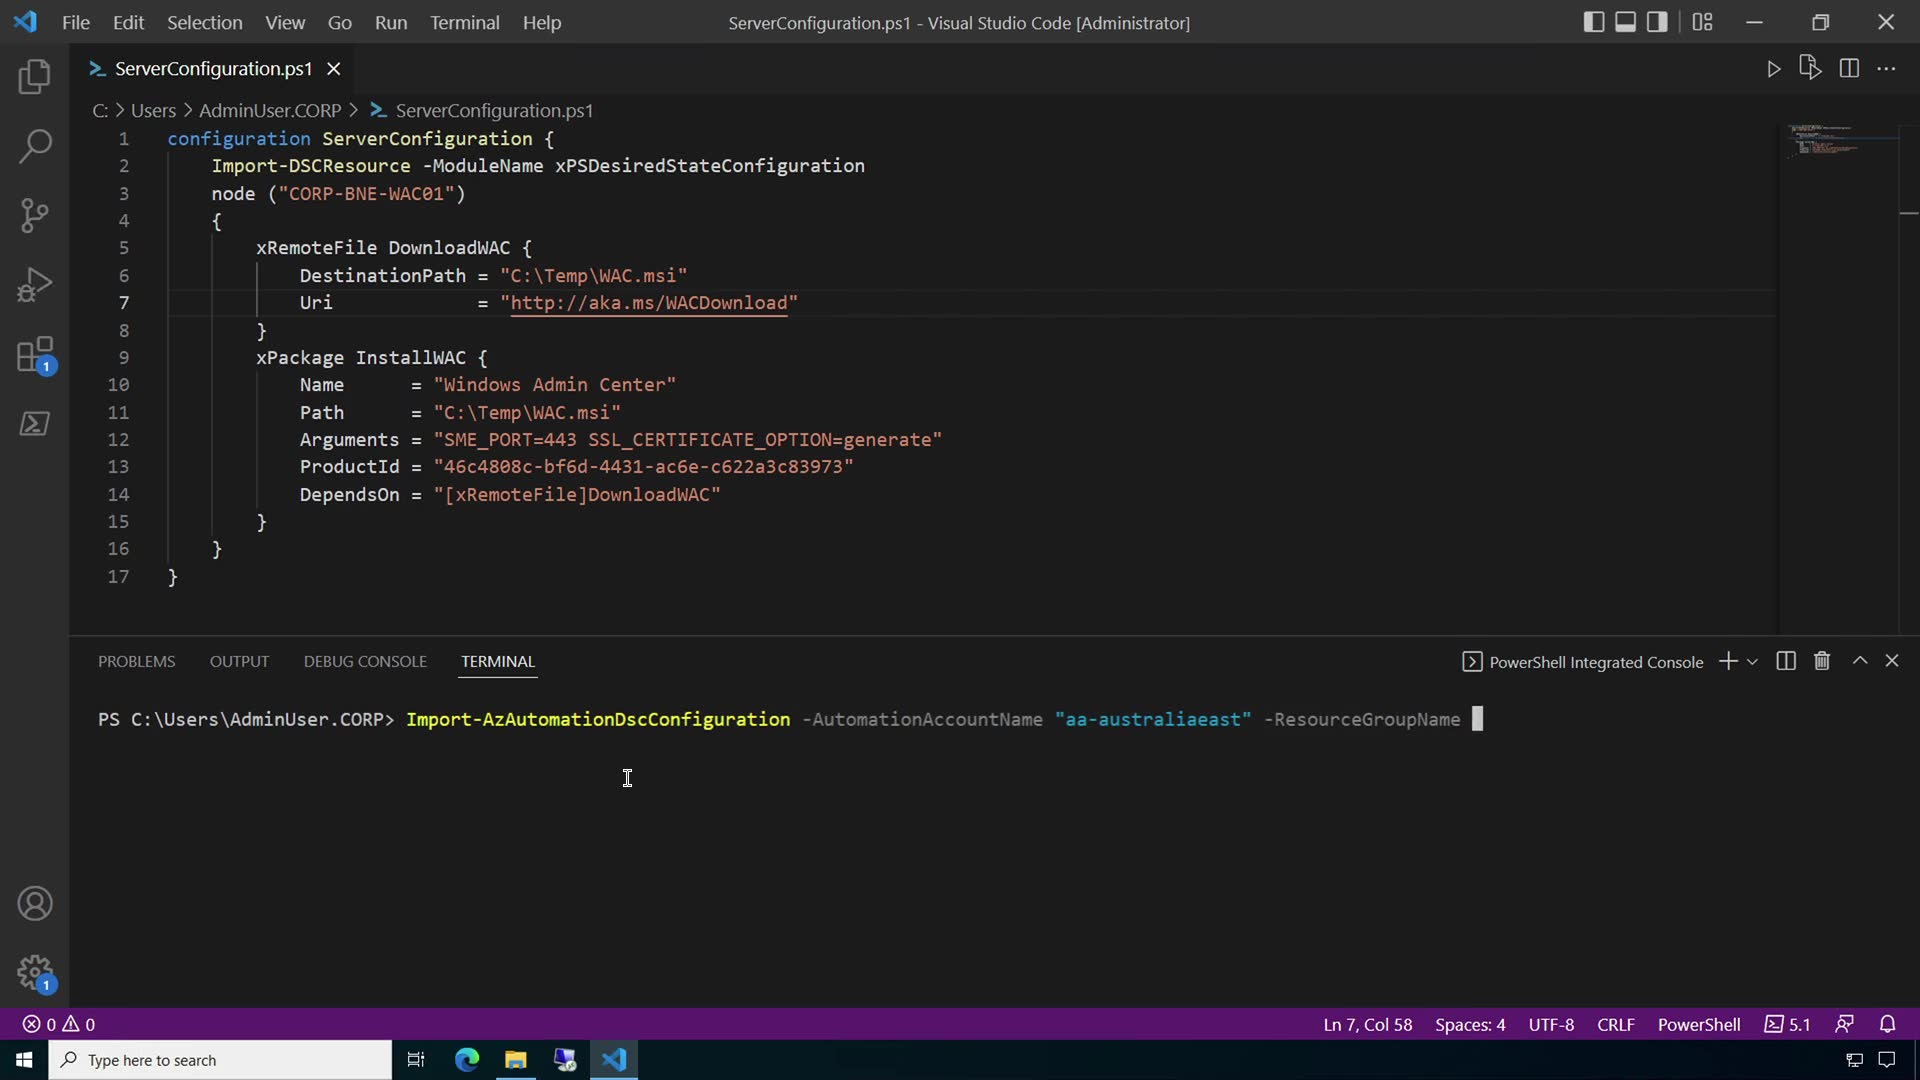 File Edit Selection View Go Run Terminal Help ServerConfiguration.ps1 - Visual Studio Code [Administrator]
ServerConfiguration.ps1
C: > Users > AdminUser.CORP > ServerConfiguration.ps1
1 configuration ServerConfiguration {
2 Import-DSCResource -ModuleName xPSDesiredStateConfiguration
3 node ("CORP-BNE-WAC01")
4 {
5 xRemoteFile DownloadWAC {
6 DestinationPath = "C:\Temp\WAC.msi"
7 Uri = "http://aka.ms/WACDownload"
8 }
9 xPackage InstallWAC {
10 Name = "Windows Admin Center"
11 Path = "C:\Temp\WAC.msi"
12 Arguments = "SME_PORT=443 SSL_CERTIFICATE_OPTION=generate"
13 ProductId = "46c4808c-bf6d-4431-ac6e-c622a3c83973"
14 DependsOn = "[xRemoteFile]DownloadWAC"
15 }
16 }
17 }
1
PROBLEMS OUTPUT DEBUG CONSOLE TERMINAL PowerShell Integrated Console
PS C:\Users\AdminUser.CORP> Import-AzAutomationDscConfiguration -AutomationAccountName "aa-australiaeast" -ResourceGroupName
1
0 0 Ln 7, Col 58 Spaces: 4 UTF-8 CRLF PowerShell 5.1
Type here to search